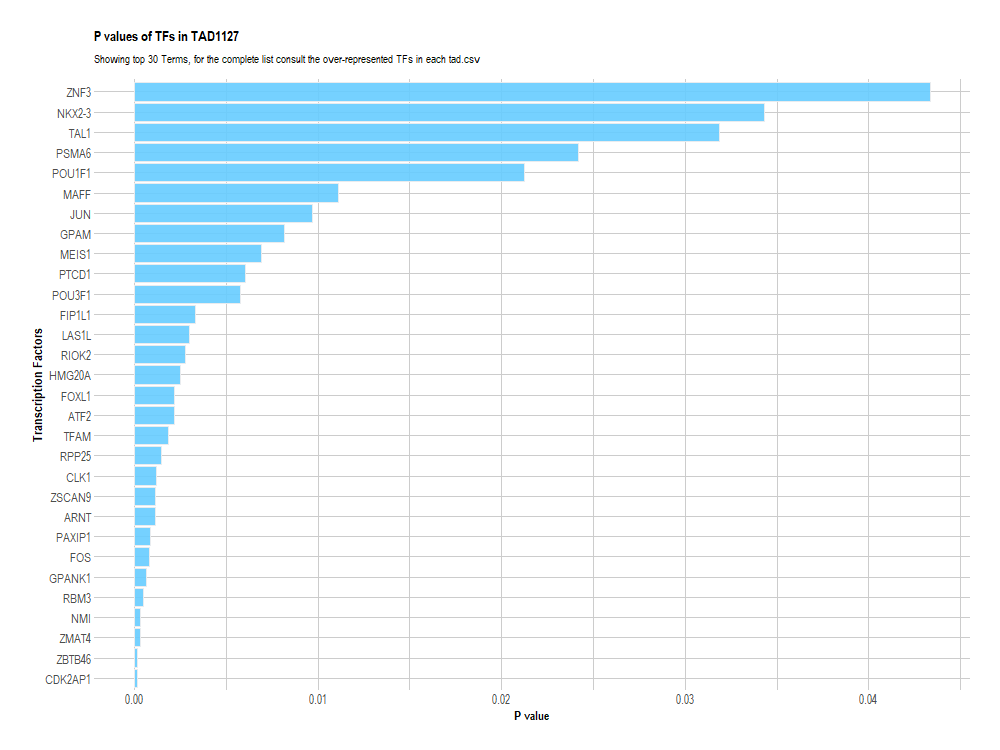 P values of TFs in TAD1127
Showing top 30 Terms, for the complete list consult the over-represented TFs in each tad.csv
Transcription Factors
ZNF3
NKX2-3
TAL1
PSMA6
POU1F1
MAFF
JUN
GPAM
MEIS1
PTCD1
POU3F1
FIP1L1
LAS1L
RIOK2
HMG20A
FOXL1
ATF2
TFAM
RPP25
CLK1
ZSCAN9
ARNT
PAXIP1
FOS
GPANK1
RBM3
NMI
ZMAT4
ZBTB46
CDK2AP1
0.00 0.01 0.02 0.03 0.04
P value